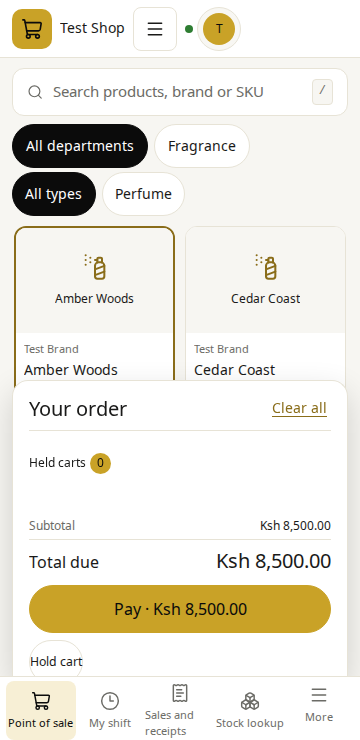 Test Shop
T
Search products, brand or SKU
/
All departments
Fragrance
All types
Perfume
Amber Woods
Cedar Coast
Test Brand
Test Brand
Amber Woods
Cedar Coast
Your order
Clear all
Held carts 0
Subtotal
Ksh 8,500.00
Total due
Ksh 8,500.00
Pay · Ksh 8,500.00
Hold cart
Point of sale
My shift
Sales and
receipts
Stock lookup
More